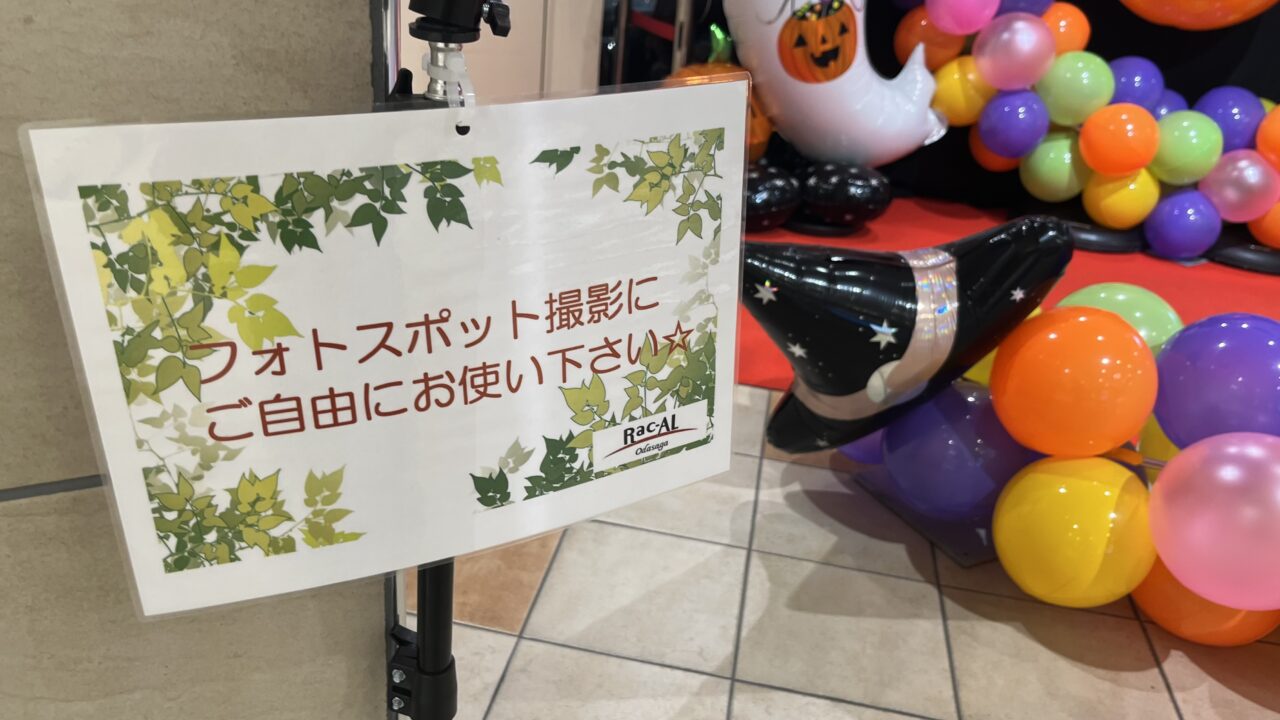 フォトスポット撮影に
ご自由にお使い下さい☆
Rac-AL
Odasaga